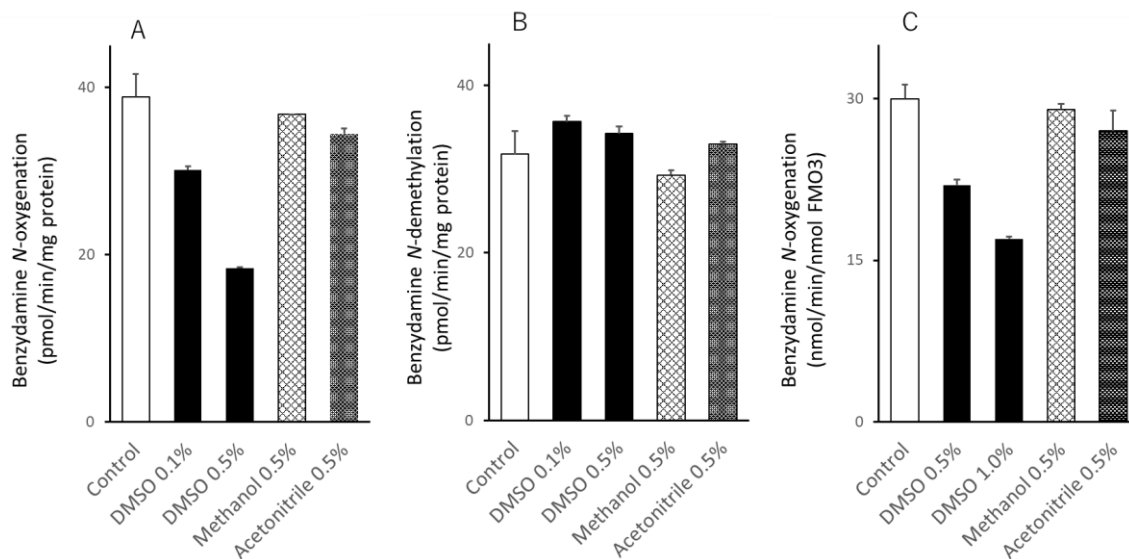 A
Benzydamine N-oxygenation
(pmol/min/mg protein)
40
20
0
Control
DMSO 0.1%
DMSO 0.5%
Methanol 0.5%
Acetonitrile 0.5%
B
Benzydamine N-demethylation
(pmol/min/mg protein)
40
20
0
Control
DMSO 0.1%
DMSO 0.5%
Methanol 0.5%
Acetonitrile 0.5%
C
Benzydamine N-oxygenation
(nmol/min/nmol FMO3)
30
15
0
Control
DMSO 0.5%
DMSO 1.0%
Methanol 0.5%
Acetonitrile 0.5%